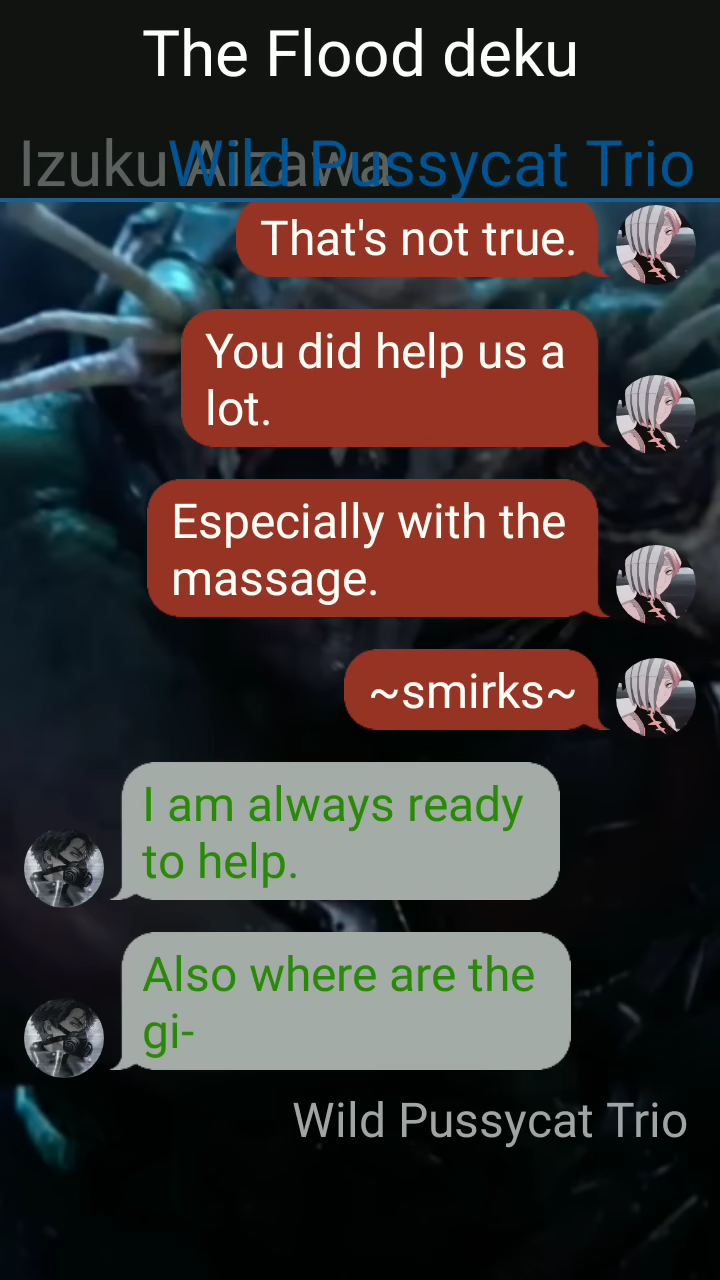 The Flood deku
Izuku Aizawa
Wild Pussycat Trio
That's not true.
You did help us a
lot.
Especially with the
massage.
~smirks~
I am always ready
to help.
Also where are the
gi-
Wild Pussycat Trio